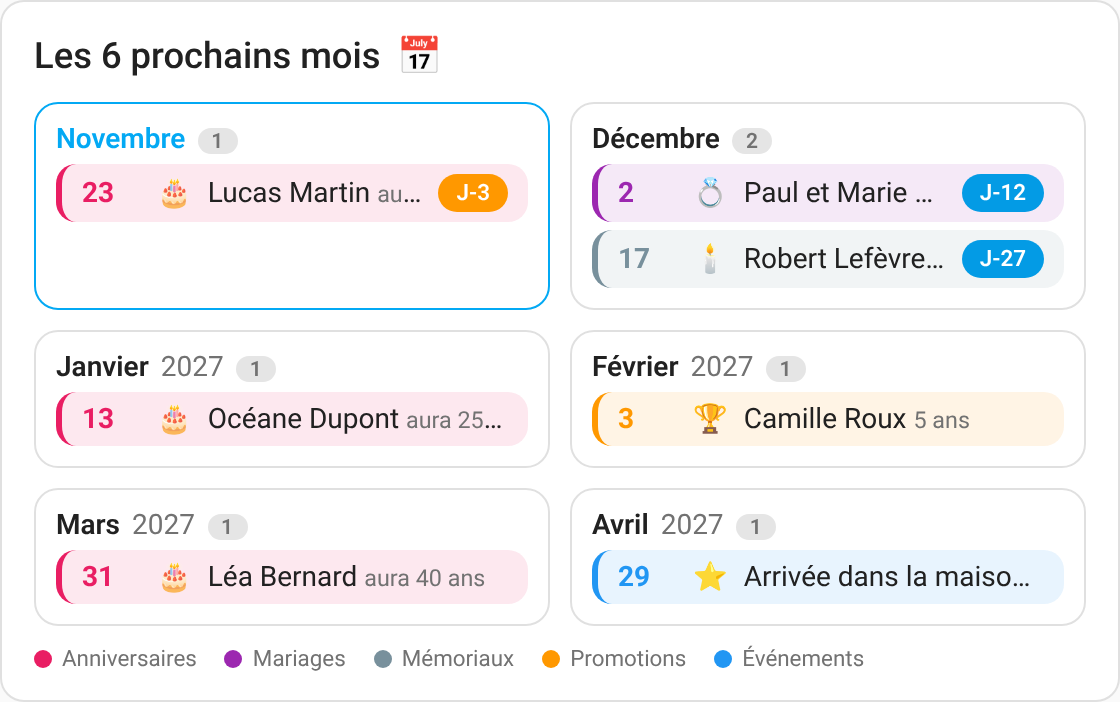 Les 6 prochains mois
July
17
Novembre 1
23 Lucas Martin au... J-3
Décembre 2
2 Paul et Marie ... J-12
17 Robert Lefèvre... J-27
Janvier 2027 1
13 Océane Dupont aura 25...
Février 2027 1
3 Camille Roux 5 ans
Mars 2027 1
31 Léa Bernard aura 40 ans
Avril 2027 1
29 Arrivée dans la maiso...
Anniversaires Mariages Mémoriaux Promotions Événements